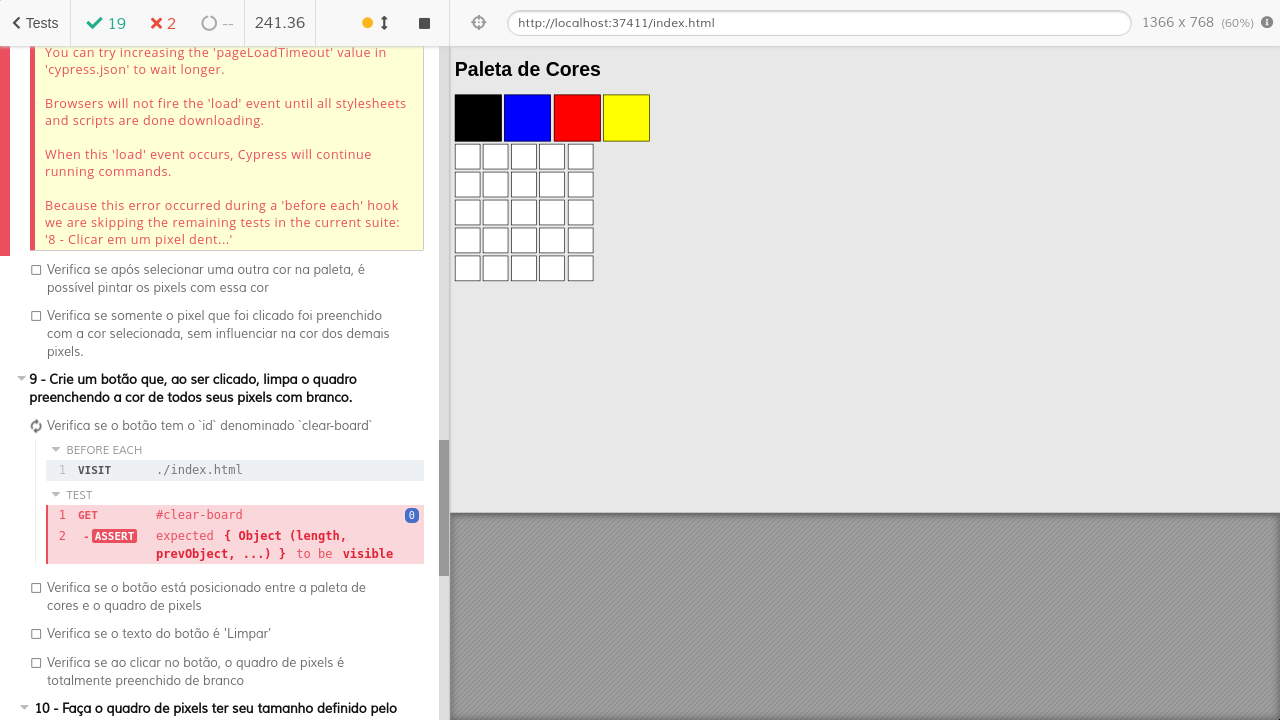 Tests 19 2 -- 241.36 http://localhost:37411/index.html 1366 x 768 (60%)
You can try increasing the 'pageLoadTimeout' value in
'cypress.json' to wait longer.
Browsers will not fire the 'load' event until all stylesheets
and scripts are done downloading.
When this 'load' event occurs, Cypress will continue
running commands.
Because this error occurred during a 'before each' hook
we are skipping the remaining tests in the current suite:
'8 - Clicar em um pixel dent...'
Verifica se após selecionar uma outra cor na paleta, é
possível pintar os pixels com essa cor
Verifica se somente o pixel que foi clicado foi preenchido
com a cor selecionada, sem influenciar na cor dos demais
pixels.
9 - Crie um botão que, ao ser clicado, limpa o quadro
preenchendo a cor de todos seus pixels com branco.
Verifica se o botão tem o `id` denominado `clear-board`
BEFORE EACH
1 VISIT ./index.html
TEST
1 GET #clear-board 0
2 -ASSERT expected { Object (length,
prevObject, ...) } to be visible
Verifica se o botão está posicionado entre a paleta de
cores e o quadro de pixels
Verifica se o texto do botão é 'Limpar'
Verifica se ao clicar no botão, o quadro de pixels é
totalmente preenchido de branco
10 - Faça o quadro de pixels ter seu tamanho definido pelo
Paleta de Cores